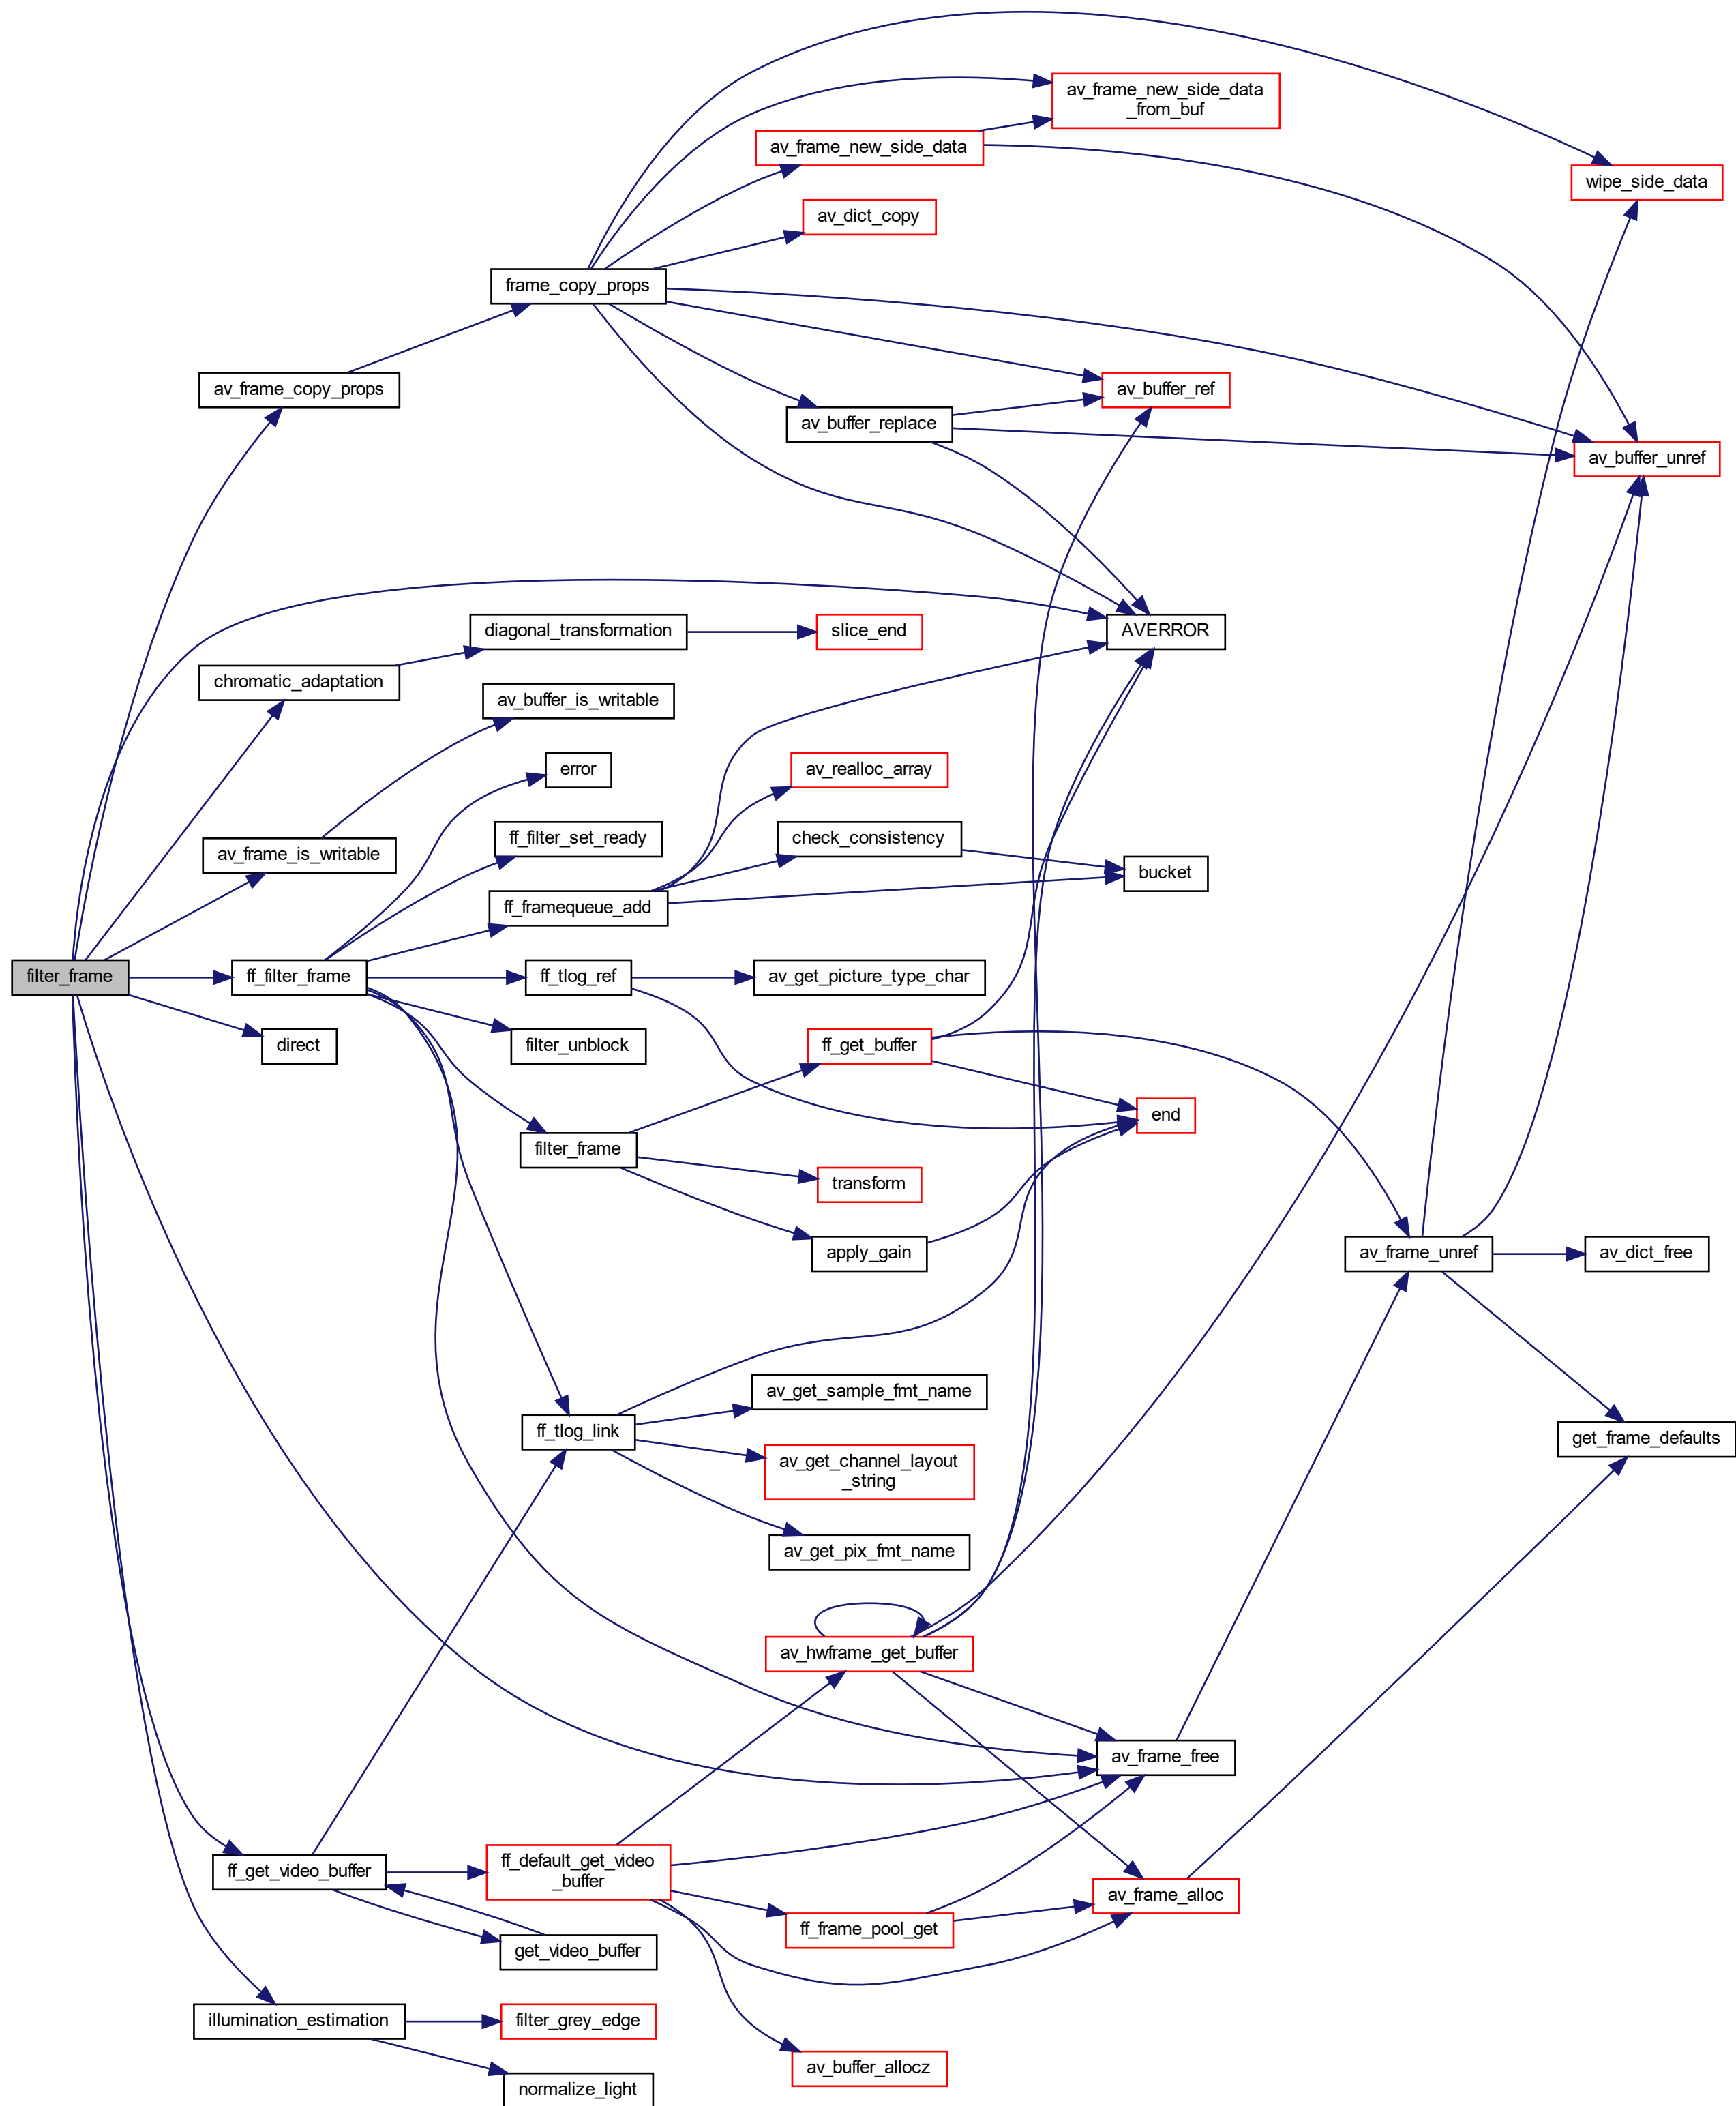 av_frame_new_side_data
_from_buf
av_frame_new_side_data
wipe_side_data
av_dict_copy
frame_copy_props
av_frame_copy_props
av_buffer_ref
av_buffer_replace
av_buffer_unref
diagonal_transformation
slice_end
AVERROR
chromatic_adaptation
av_buffer_is_writable
error
av_realloc_array
ff_filter_set_ready
check_consistency
av_frame_is_writable
bucket
ff_framequeue_add
filter_frame
ff_filter_frame
ff_tlog_ref
av_get_picture_type_char
direct
filter_unblock
ff_get_buffer
end
filter_frame
transform
apply_gain
av_frame_unref
av_dict_free
av_get_sample_fmt_name
ff_tlog_link
get_frame_defaults
av_get_channel_layout
_string
av_get_pix_fmt_name
av_hwframe_get_buffer
av_frame_free
ff_get_video_buffer
ff_default_get_video
_buffer
av_frame_alloc
ff_frame_pool_get
get_video_buffer
illumination_estimation
filter_grey_edge
av_buffer_allocz
normalize_light